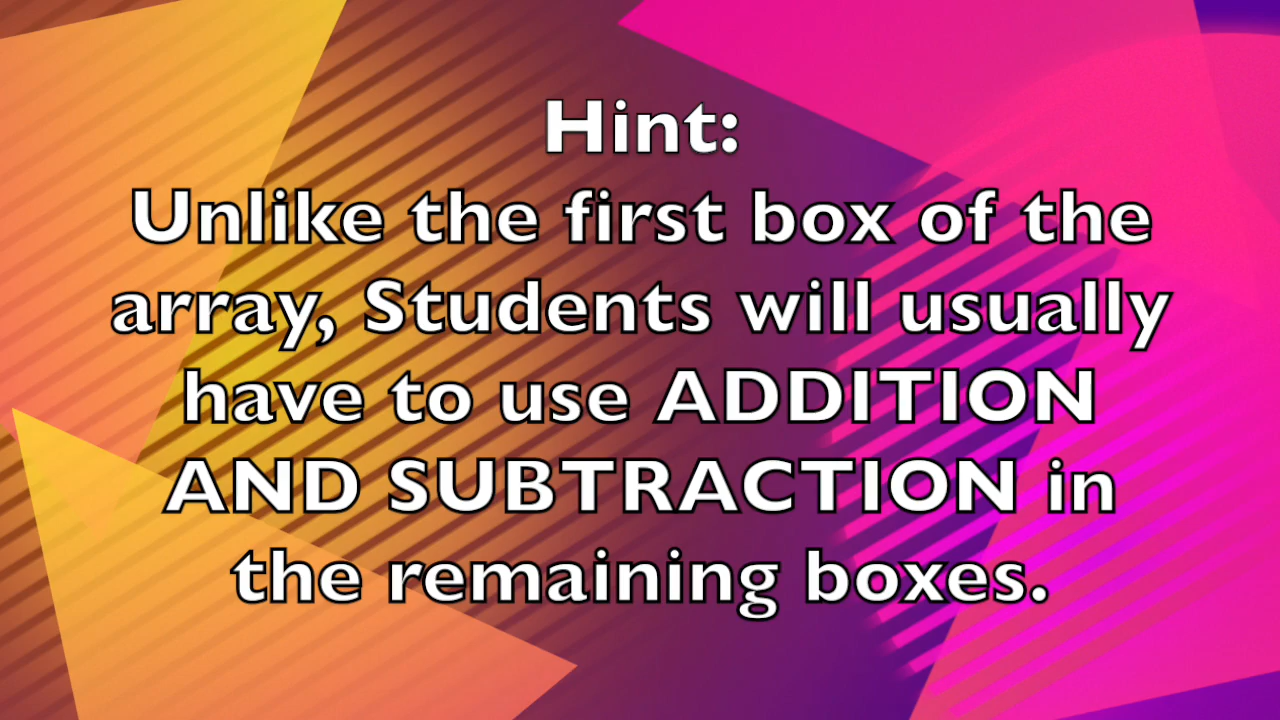 Hint:
Unlike the first box of the
array, Students will usually
have to use ADDITION
AND SUBTRACTION in
the remaining boxes.